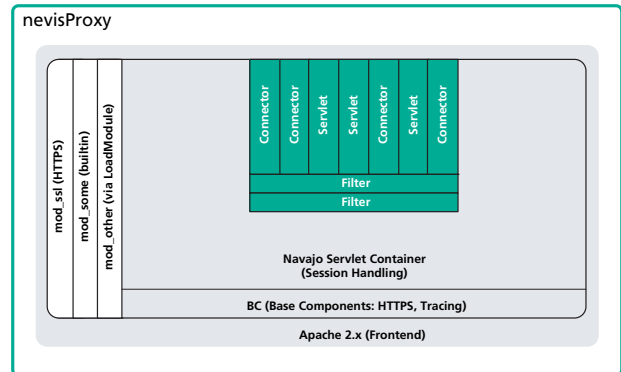 nevisProxy
mod_ssl (HTTPS)
mod_some (builtin)
mod_other (via LoadModule)
Connector
Connector
Servlet
Servlet
Connector
Servlet
Connector
Filter
Filter
Navajo Servlet Container
(Session Handling)
BC (Base Components: HTTPS, Tracing)
Apache 2.x (Frontend)